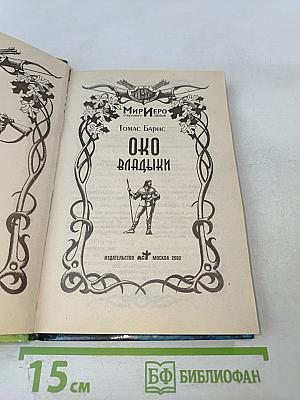 МирИеро
Томас Барнс
ОКО
ВЛАДЫКИ
ИЗДАТЕЛЬСТВО АСТ МОСКВА 2002
15 см
БФ БИБЛИОФАН